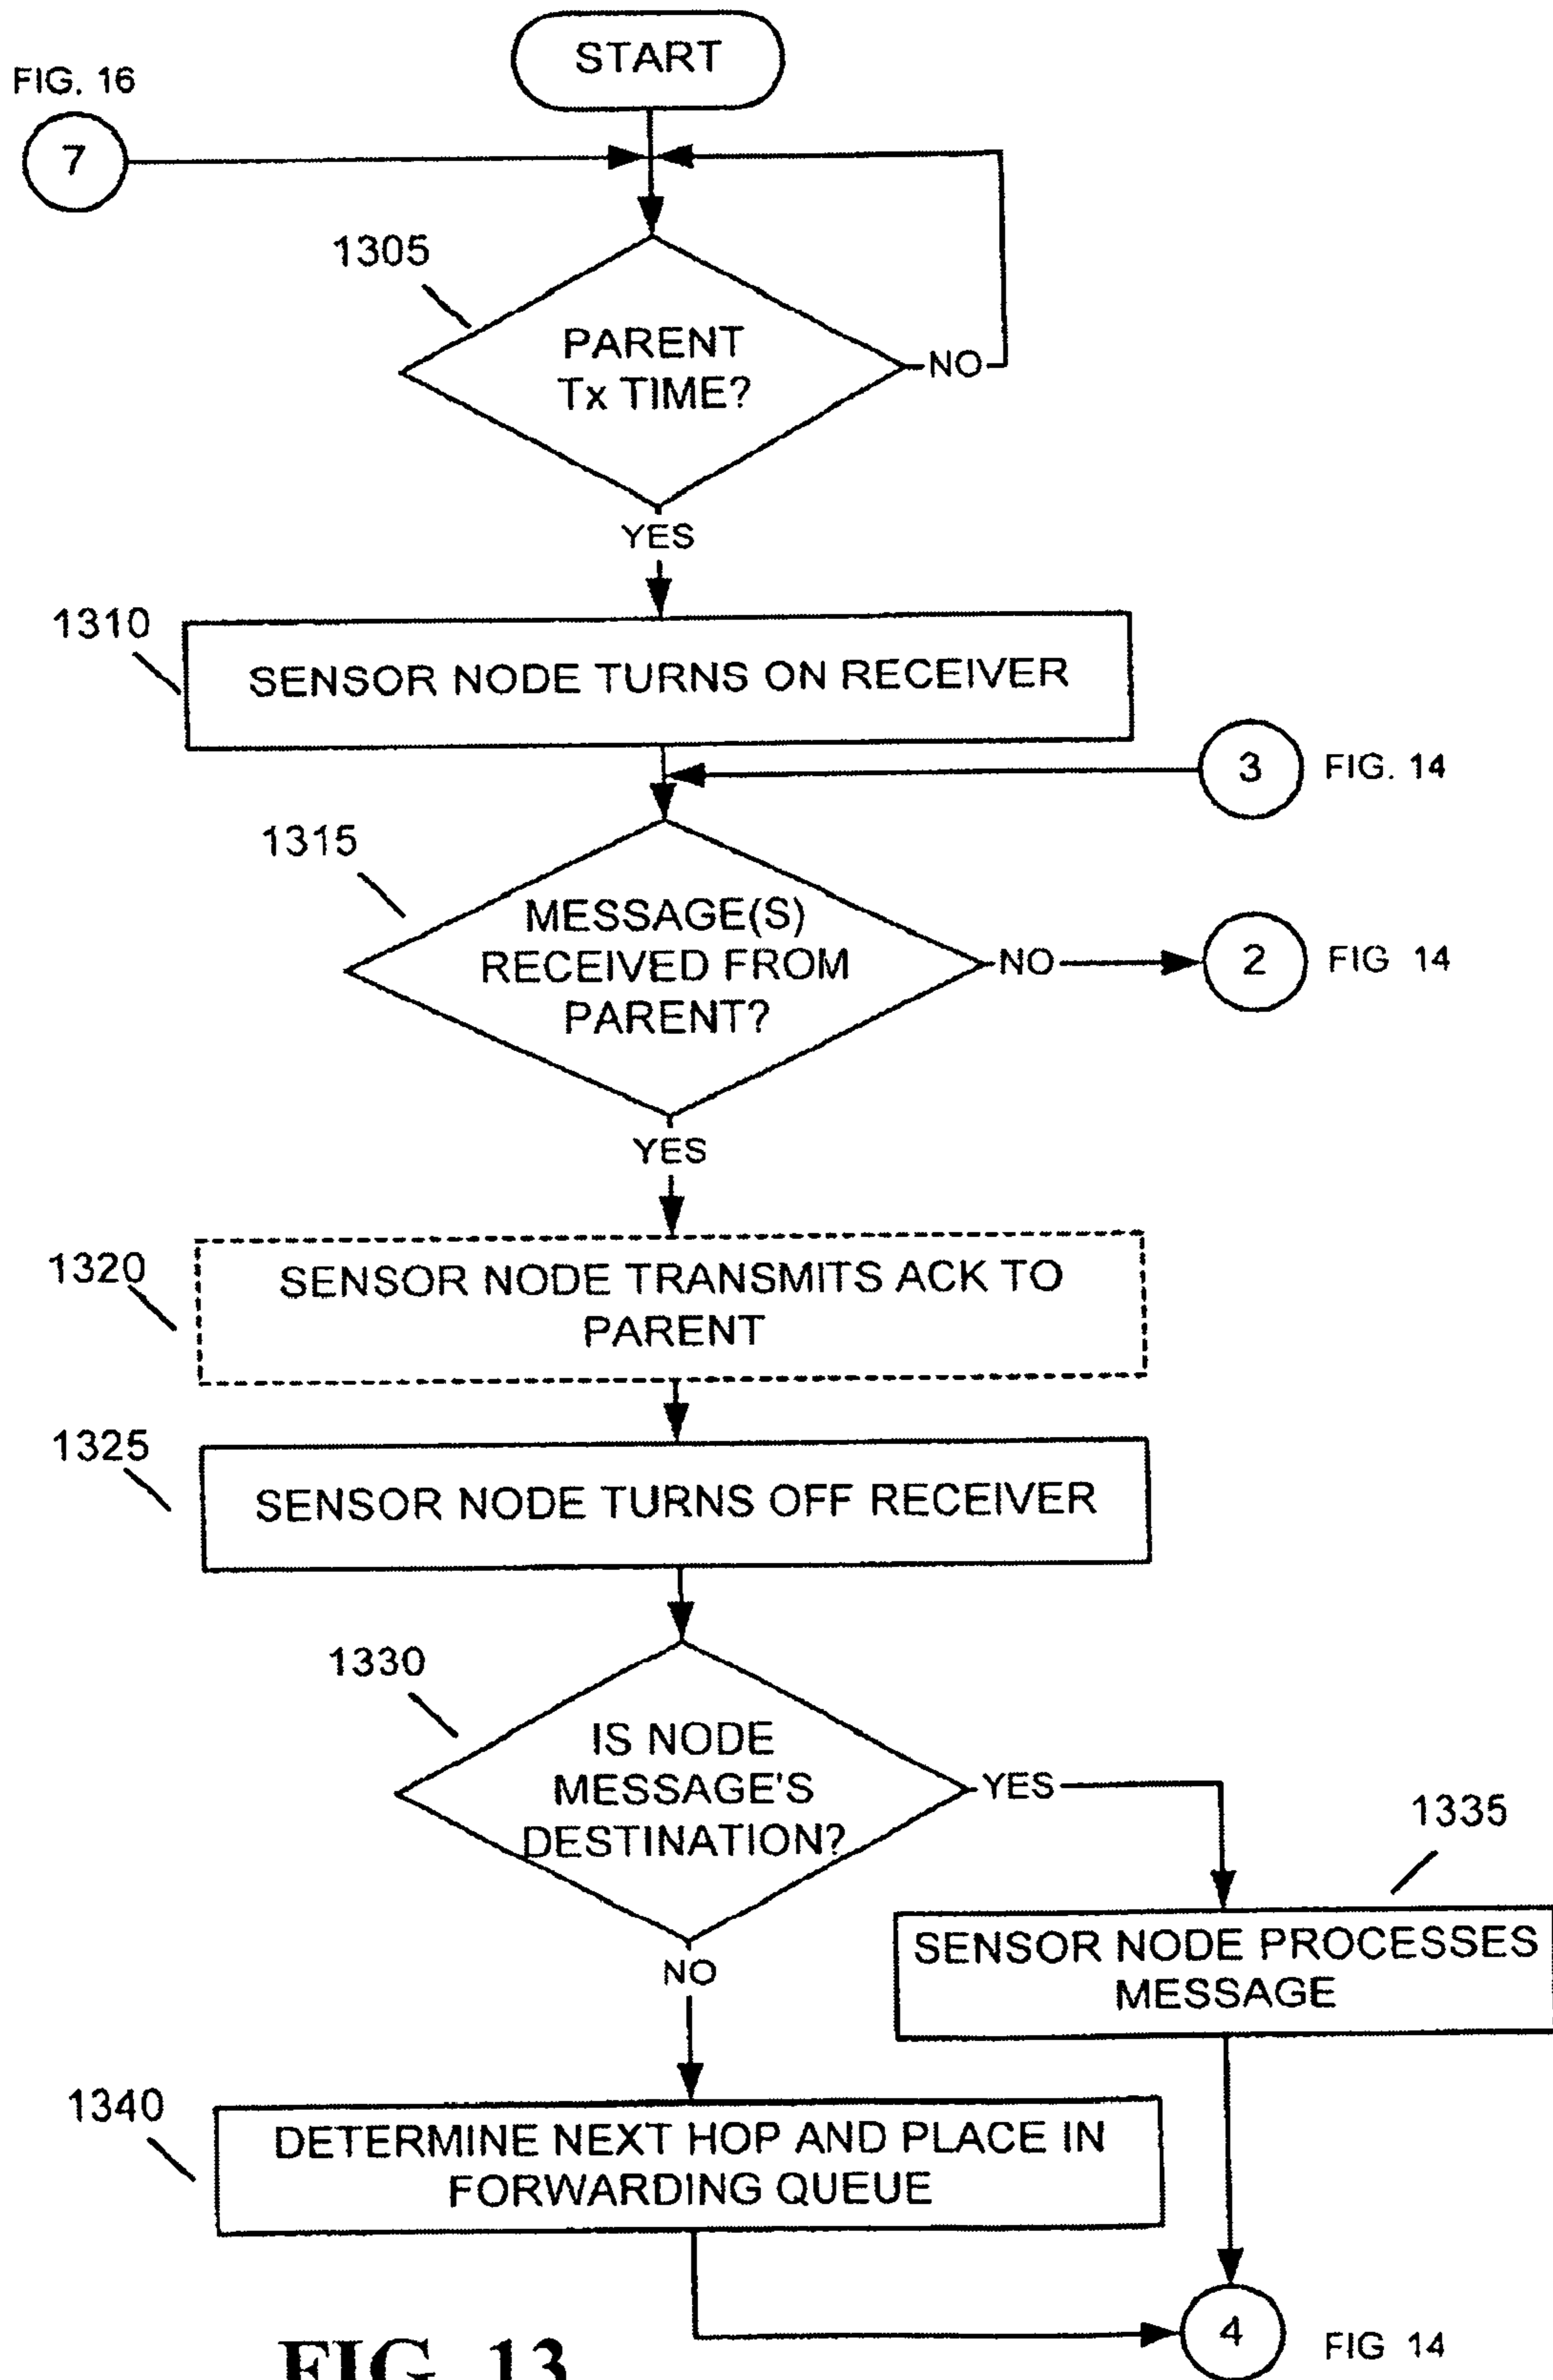 START
FIG. 16
7
1305
PARENT
Tx TIME?
NO
YES
1310
SENSOR NODE TURNS ON RECEIVER
3
FIG. 14
1315
MESSAGE(S)
RECEIVED FROM
PARENT?
NO
2
FIG 14
YES
1320
SENSOR NODE TRANSMITS ACK TO
PARENT
1325
SENSOR NODE TURNS OFF RECEIVER
1330
IS NODE
MESSAGE'S
DESTINATION?
YES
1335
SENSOR NODE PROCESSES
MESSAGE
NO
1340
DETERMINE NEXT HOP AND PLACE IN
FORWARDING QUEUE
4
FIG 14
FIG. 13